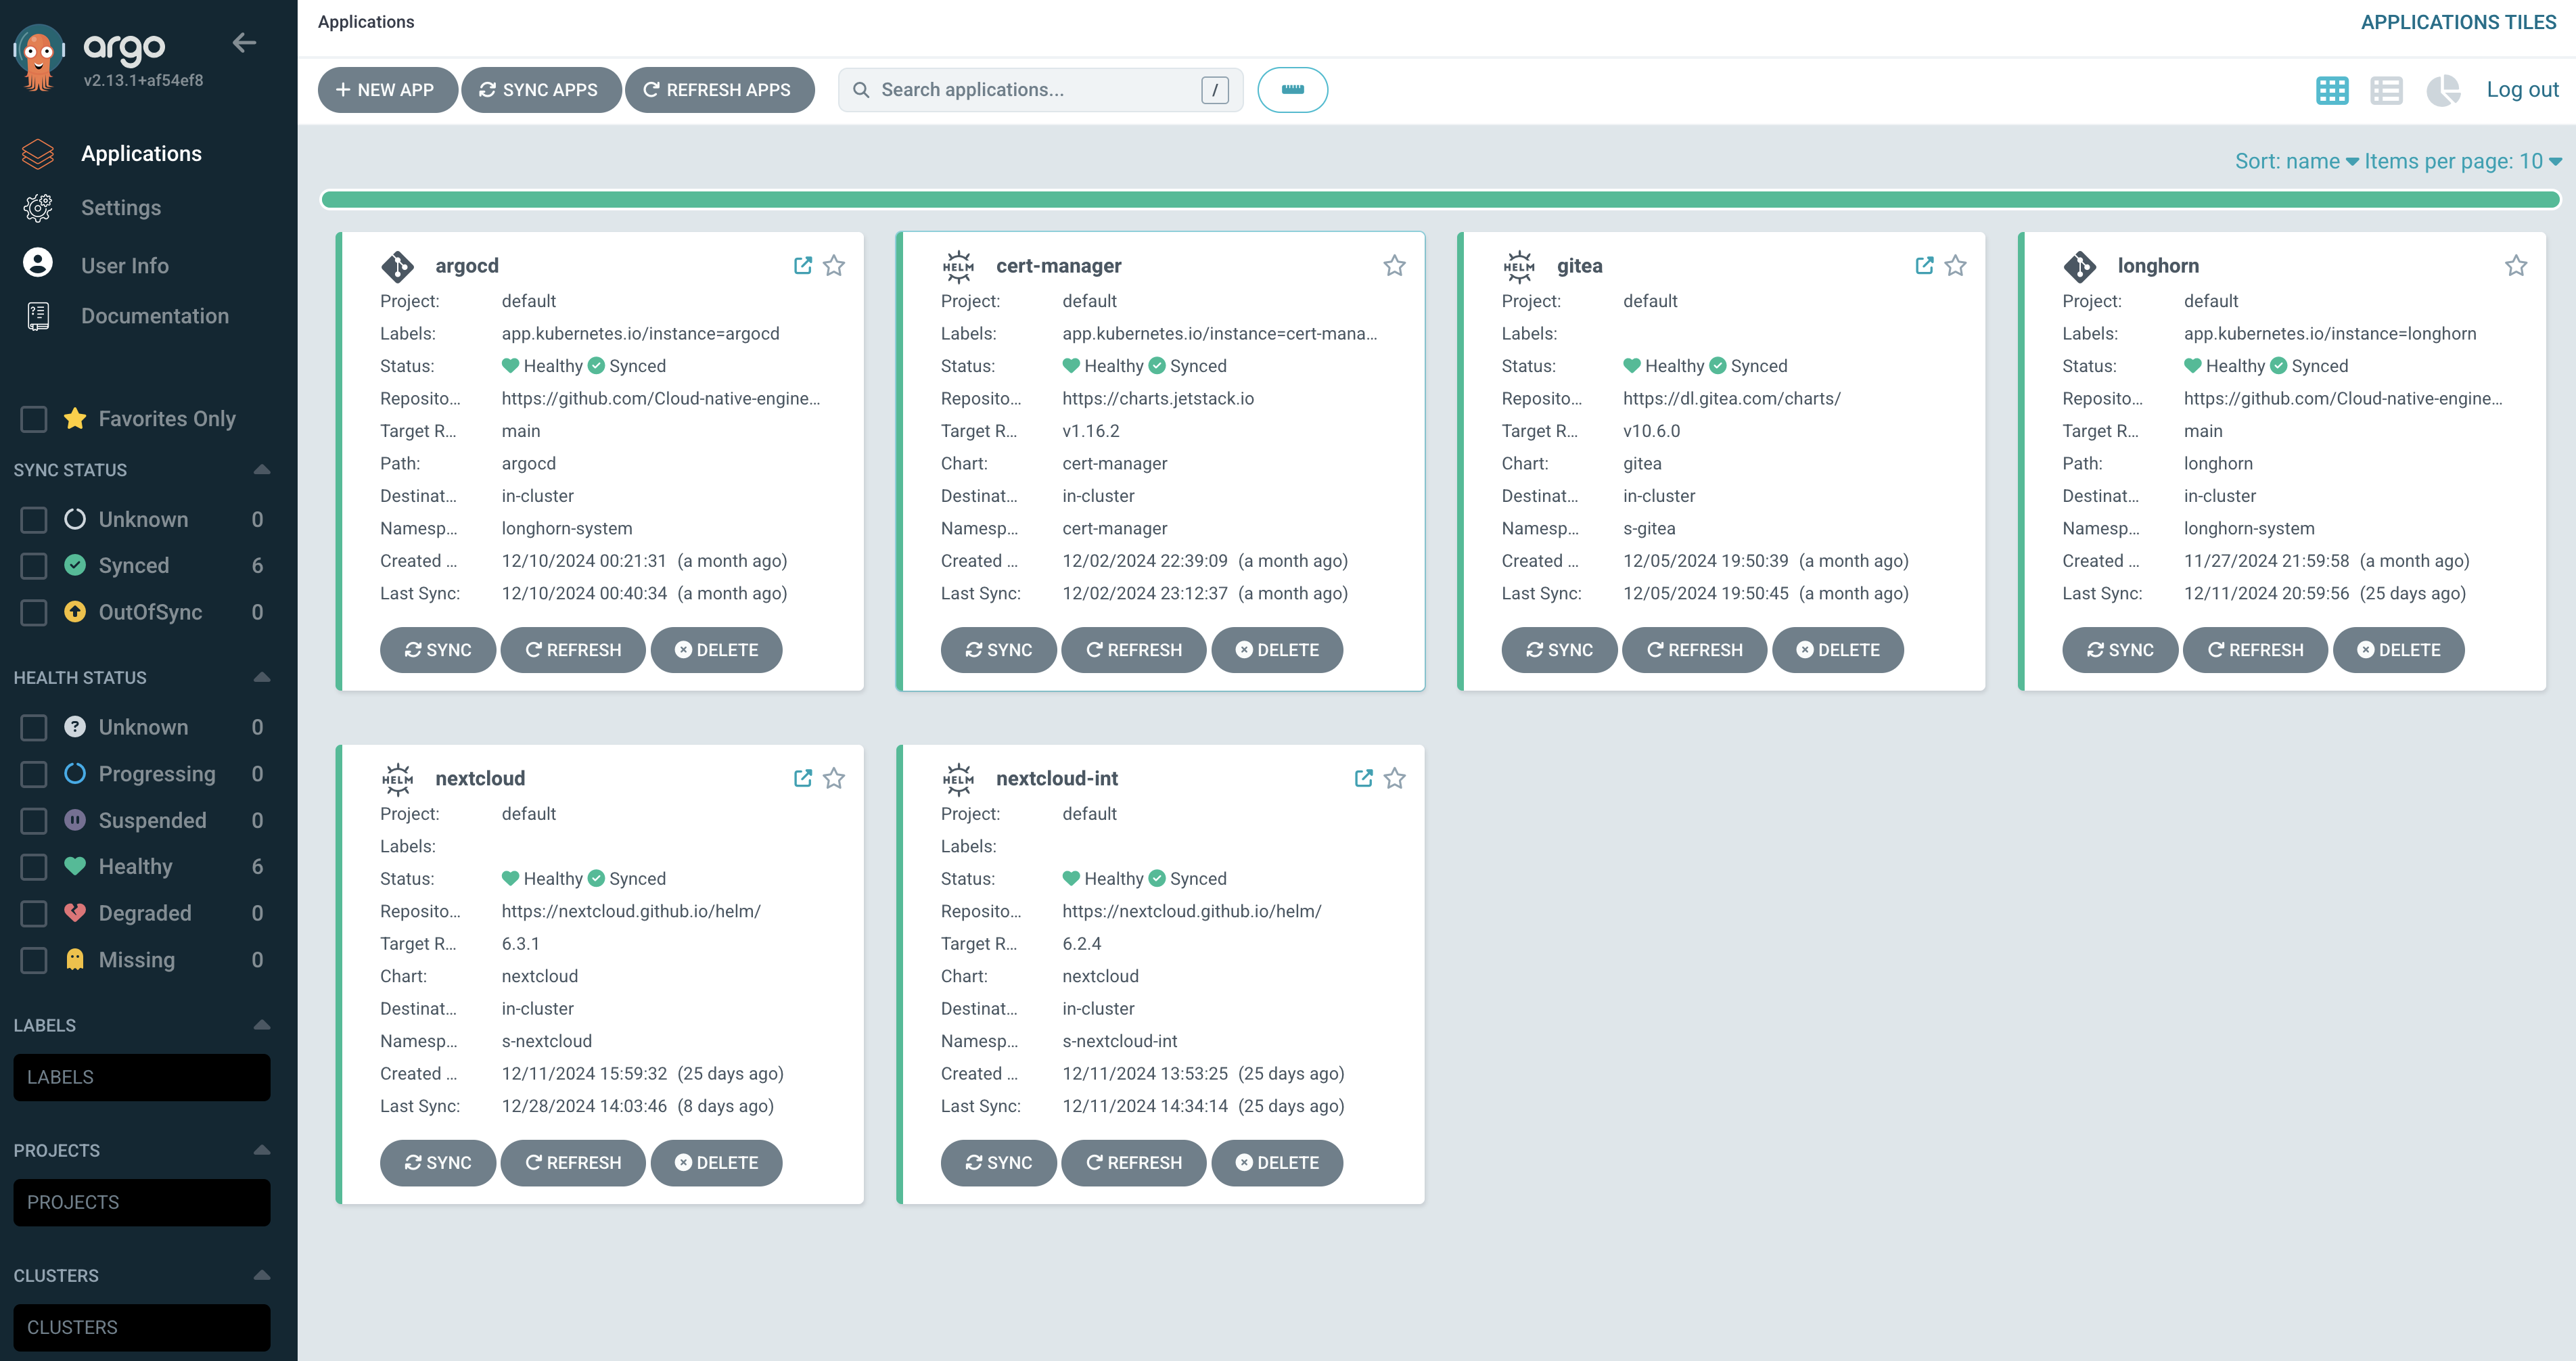 argo
v2.13.1+af54ef8
Applications
Settings
User Info
Documentation
Favorites Only
SYNC STATUS
Unknown 0
Synced 6
OutOfSync 0
HEALTH STATUS
Unknown 0
Progressing 0
Suspended 0
Healthy 6
Degraded 0
Missing 0
LABELS
LABELS
PROJECTS
PROJECTS
CLUSTERS
CLUSTERS
Applications
APPLICATIONS TILES
NEW APP SYNC APPS REFRESH APPS Search applications... / Log out
Sort: name Items per page: 10
argocd
Project: default
Labels: app.kubernetes.io/instance=argocd
Status: Healthy Synced
Reposito... https://github.com/Cloud-native-engine...
Target R... main
Path: argocd
Destinat... in-cluster
Namesp... longhorn-system
Created ... 12/10/2024 00:21:31 (a month ago)
Last Sync: 12/10/2024 00:40:34 (a month ago)
SYNC REFRESH DELETE
HELM cert-manager
Project: default
Labels: app.kubernetes.io/instance=cert-mana...
Status: Healthy Synced
Reposito... https://charts.jetstack.io
Target R... v1.16.2
Chart: cert-manager
Destinat... in-cluster
Namesp... cert-manager
Created ... 12/02/2024 22:39:09 (a month ago)
Last Sync: 12/02/2024 23:12:37 (a month ago)
SYNC REFRESH DELETE
HELM gitea
Project: default
Labels:
Status: Healthy Synced
Reposito... https://dl.gitea.com/charts/
Target R... v10.6.0
Chart: gitea
Destinat... in-cluster
Namesp... s-gitea
Created ... 12/05/2024 19:50:39 (a month ago)
Last Sync: 12/05/2024 19:50:45 (a month ago)
SYNC REFRESH DELETE
longhorn
Project: default
Labels: app.kubernetes.io/instance=longhorn
Status: Healthy Synced
Reposito... https://github.com/Cloud-native-engine...
Target R... main
Path: longhorn
Destinat... in-cluster
Namesp... longhorn-system
Created ... 11/27/2024 21:59:58 (a month ago)
Last Sync: 12/11/2024 20:59:56 (25 days ago)
SYNC REFRESH DELETE
HELM nextcloud
Project: default
Labels:
Status: Healthy Synced
Reposito... https://nextcloud.github.io/helm/
Target R... 6.3.1
Chart: nextcloud
Destinat... in-cluster
Namesp... s-nextcloud
Created ... 12/11/2024 15:59:32 (25 days ago)
Last Sync: 12/28/2024 14:03:46 (8 days ago)
SYNC REFRESH DELETE
HELM nextcloud-int
Project: default
Labels:
Status: Healthy Synced
Reposito... https://nextcloud.github.io/helm/
Target R... 6.2.4
Chart: nextcloud
Destinat... in-cluster
Namesp... s-nextcloud-int
Created ... 12/11/2024 13:53:25 (25 days ago)
Last Sync: 12/11/2024 14:34:14 (25 days ago)
SYNC REFRESH DELETE